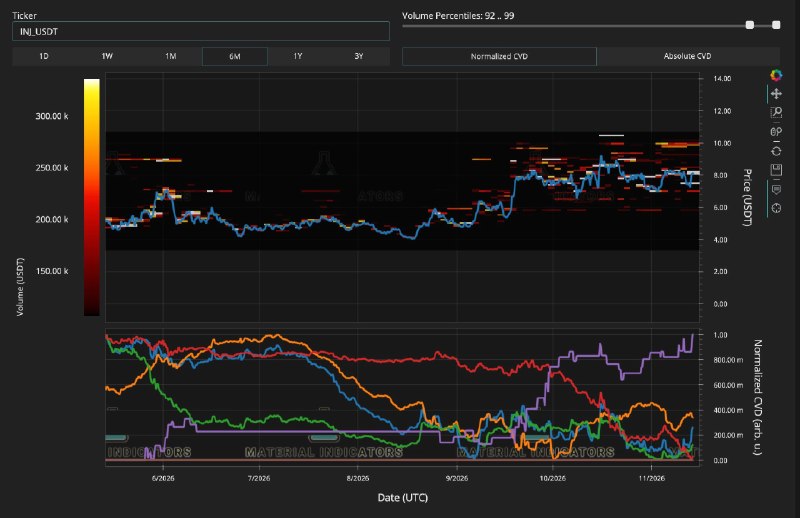 Ticker
INJ_USDT
Volume Percentiles: 92 .. 99
1D 1W 1M 6M 1Y 3Y
Normalized CVD Absolute CVD
300.00 k
250.00 k
200.00 k
150.00 k
Volume (USDT)
14.00
12.00
10.00
8.00
6.00
4.00
2.00
0.00
Price (USDT)
ATORS
1.00
800.00 m
600.00 m
400.00 m
200.00 m
0.00
Normalized CVD (arb. u.)
INDICATORS
MATERIAL INDICATORS
MATERIAL INDICATORS
6/2026 7/2026 8/2026 9/2026 10/2026 11/2026
Date (UTC)